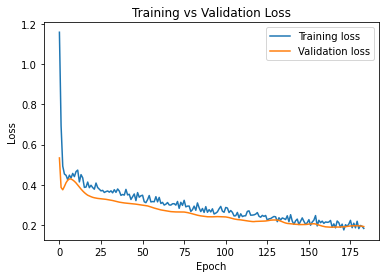 Training vs Validation Loss
Training loss
Validation loss
1.2
1.0
0.8
0.6
0.4
0.2
Loss
0 25 50 75 100 125 150 175
Epoch